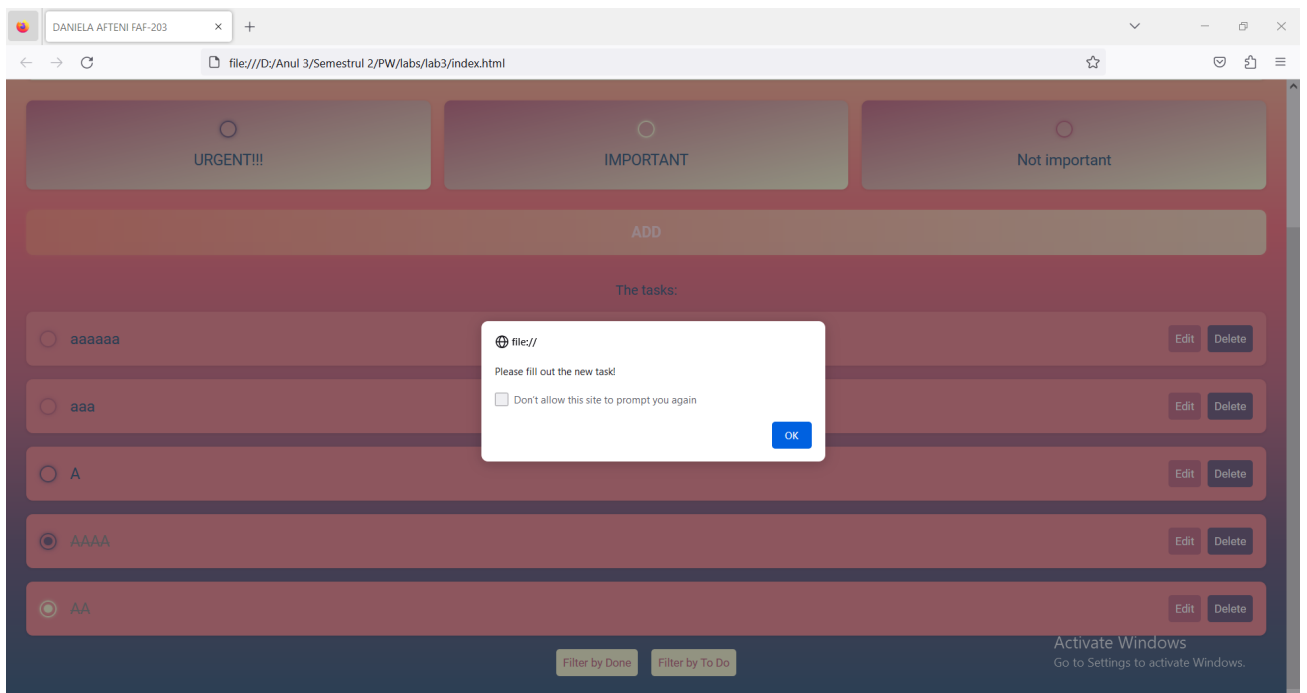 DANIELA AFTENI FAF-203
file:///D:/Anul 3/Semestrul 2/PW/labs/lab3/index.html
URGENT!!!
IMPORTANT
Not important
ADD
The tasks:
aaaaaa
Edit
Delete
aaa
Edit
Delete
A
Edit
Delete
AAAA
Edit
Delete
AA
Edit
Delete
file://
Please fill out the new task!
Don't allow this site to prompt you again
OK
Filter by Done
Filter by To Do
Activate Windows
Go to Settings to activate Windows.